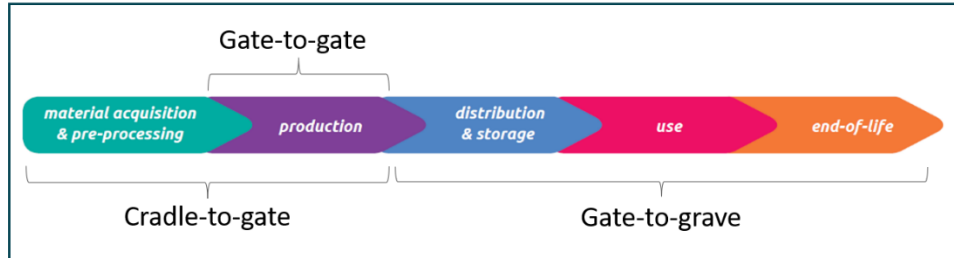 Gate-to-gate
material acquisition
& pre-processing
production
distribution
& storage
use
end-of-life
Cradle-to-gate
Gate-to-grave